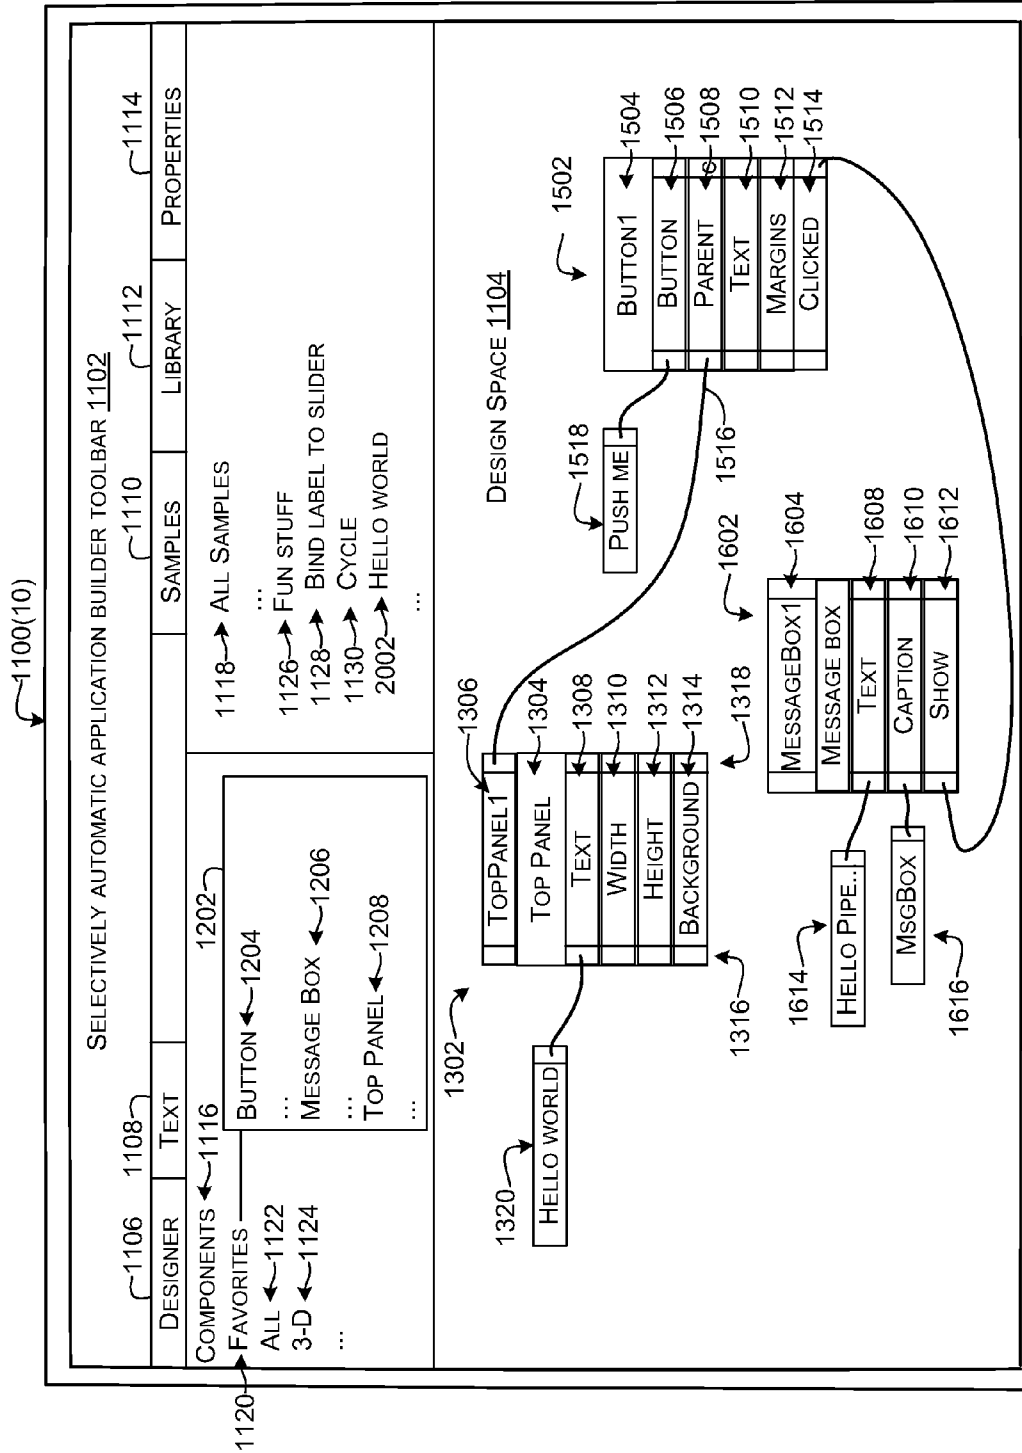 1100(10)
SELECTIVELY AUTOMATIC APPLICATION BUILDER TOOLBAR 1102
1106
1108
1110
1112
1114
DESIGNER
TEXT
SAMPLES
LIBRARY
PROPERTIES
COMPONENTS 1116
1120
FAVORITES
ALL 1122
3-D 1124
...
1202
BUTTON 1204
...
MESSAGE BOX 1206
...
TOP PANEL 1208
...
1118 ALL SAMPLES
...
1126 FUN STUFF
1128 BIND LABEL TO SLIDER
1130 CYCLE
2002 HELLO WORLD
...
DESIGN SPACE 1104
1320
HELLO WORLD
1302
TOPPANEL1 1306
TOP PANEL 1304
TEXT 1308
WIDTH 1310
HEIGHT 1312
BACKGROUND 1314
1316
1318
1518
PUSH ME
1516
1502
BUTTON1 1504
BUTTON 1506
PARENT 1508
TEXT 1510
MARGINS 1512
CLICKED 1514
1614
HELLO PIPE...
MSGBOX
1616
1602
MESSAGEBOX1 1604
MESSAGE BOX
TEXT 1608
CAPTION 1610
SHOW 1612